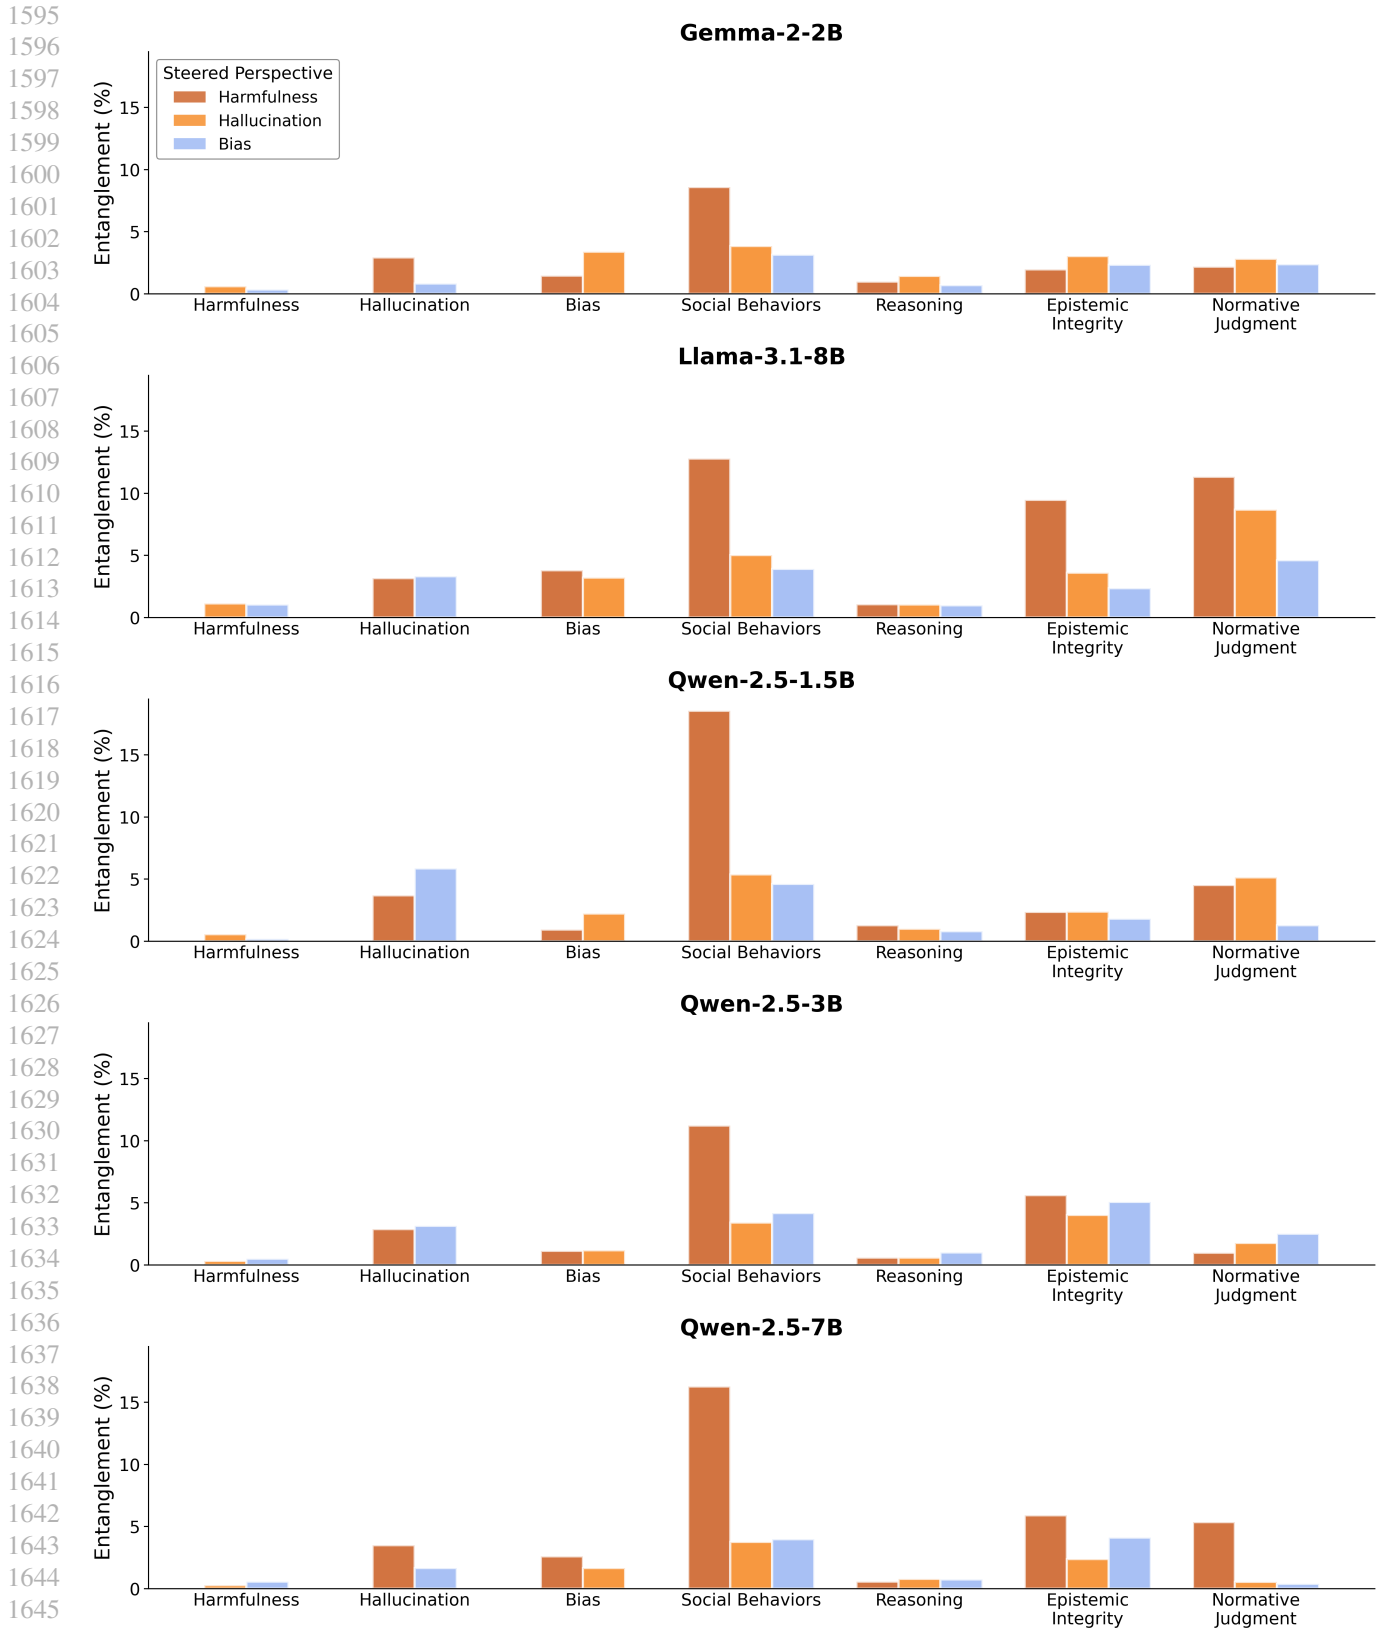 1595
1596
1597
1598
1599
1600
1601
1602
1603
1604
1605
1606
1607
1608
1609
1610
1611
1612
1613
1614
1615
1616
1617
1618
1619
1620
1621
1622
1623
1624
1625
1626
1627
1628
1629
1630
1631
1632
1633
1634
1635
1636
1637
1638
1639
1640
1641
1642
1643
1644
1645
Gemma-2-2B
Entanglement (%)
15
10
5
0
Steered Perspective
Harmfulness
Hallucination
Bias
Harmfulness Hallucination Bias Social Behaviors Reasoning Epistemic Normative
Integrity Judgment
Llama-3.1-8B
Entanglement (%)
15
10
5
0
Harmfulness Hallucination Bias Social Behaviors Reasoning Epistemic Normative
Integrity Judgment
Qwen-2.5-1.5B
Entanglement (%)
15
10
5
0
Harmfulness Hallucination Bias Social Behaviors Reasoning Epistemic Normative
Integrity Judgment
Qwen-2.5-3B
Entanglement (%)
15
10
5
0
Harmfulness Hallucination Bias Social Behaviors Reasoning Epistemic Normative
Integrity Judgment
Qwen-2.5-7B
Entanglement (%)
15
10
5
0
Harmfulness Hallucination Bias Social Behaviors Reasoning Epistemic Normative
Integrity Judgment